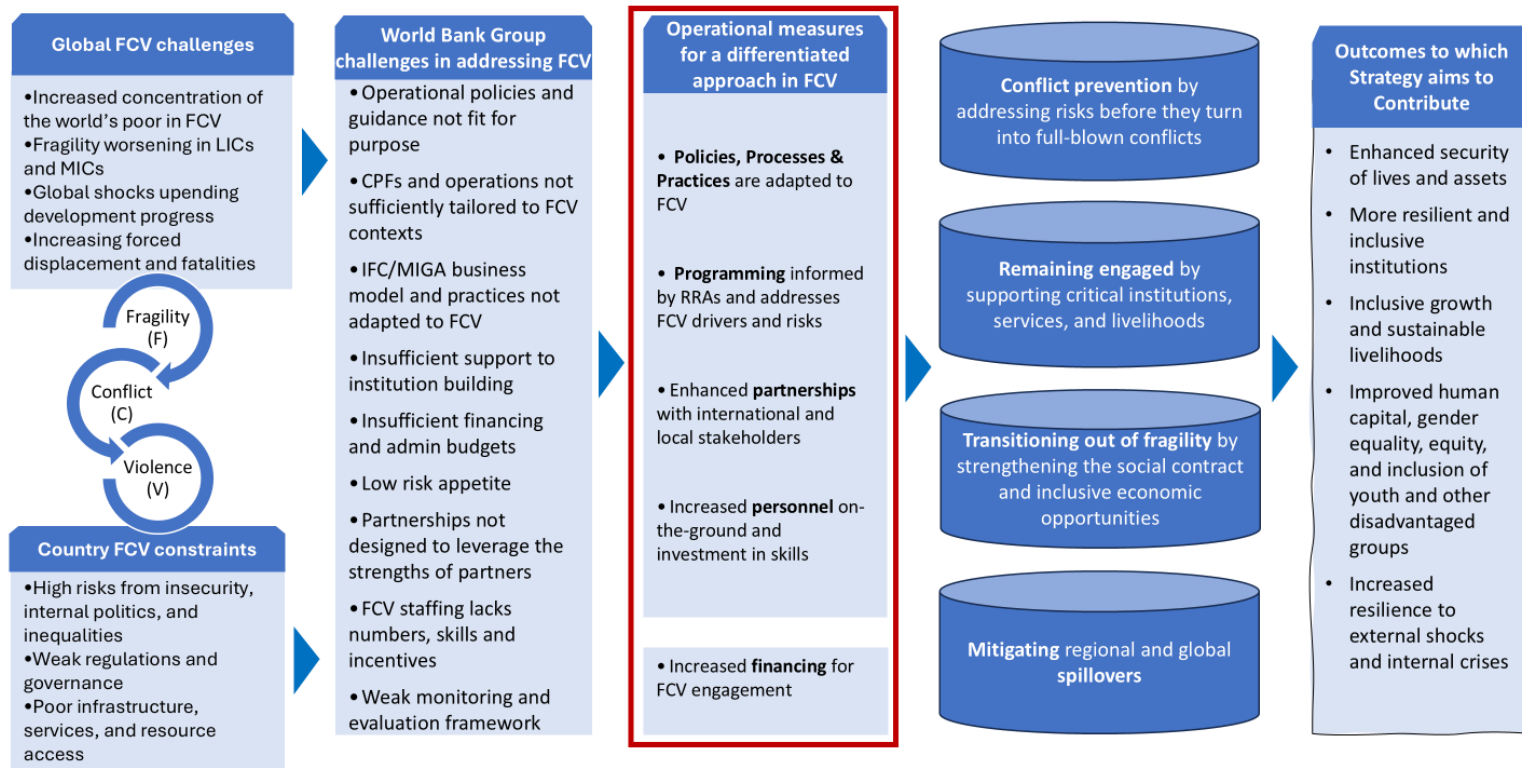 Global FCV challenges
•Increased concentration of
the world's poor in FCV
•Fragility worsening in LICs
and MICs
•Global shocks upending
development progress
•Increasing forced
displacement and fatalities
Fragility
(F)
Conflict
(C)
Violence
(V)
Country FCV constraints
•High risks from insecurity,
internal politics, and
inequalities
•Weak regulations and
governance
•Poor infrastructure,
services, and resource
access
World Bank Group
challenges in addressing FCV
•Operational policies and
guidance not fit for
purpose
•CPFs and operations not
sufficiently tailored to FCV
contexts
•IFC/MIGA business
model and practices not
adapted to FCV
•Insufficient support to
institution building
•Insufficient financing
and admin budgets
•Low risk appetite
•Partnerships not
designed to leverage the
strengths of partners
•FCV staffing lacks
numbers, skills and
incentives
•Weak monitoring and
evaluation framework
Operational measures
for a differentiated
approach in FCV
• Policies, Processes &
Practices are adapted to
FCV
• Programming informed
by RRAs and addresses
FCV drivers and risks
• Enhanced partnerships
with international and
local stakeholders
• Increased personnel on-
the-ground and
investment in skills
• Increased financing for
FCV engagement
Conflict prevention by
addressing risks before they turn
into full-blown conflicts
Remaining engaged by
supporting critical institutions,
services, and livelihoods
Transitioning out of fragility by
strengthening the social contract
and inclusive economic
opportunities
Mitigating regional and global
spillovers
Outcomes to which
Strategy aims to
Contribute
• Enhanced security
of lives and assets
• More resilient and
inclusive
institutions
• Inclusive growth
and sustainable
livelihoods
• Improved human
capital, gender
equality, equity,
and inclusion of
youth and other
disadvantaged
groups
• Increased
resilience to
external shocks
and internal crises